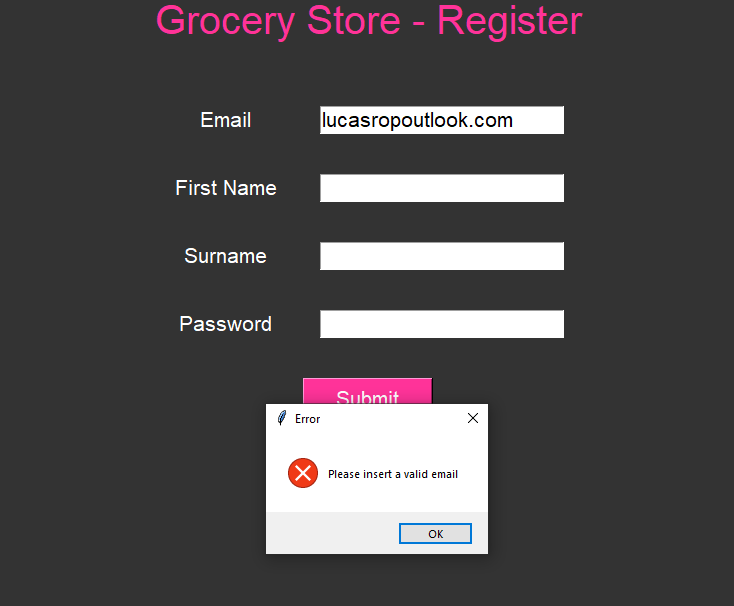 Grocery Store - Register
Email
lucasropoutlook.com
First Name
Surname
Password
Submit
Error
Please insert a valid email
OK